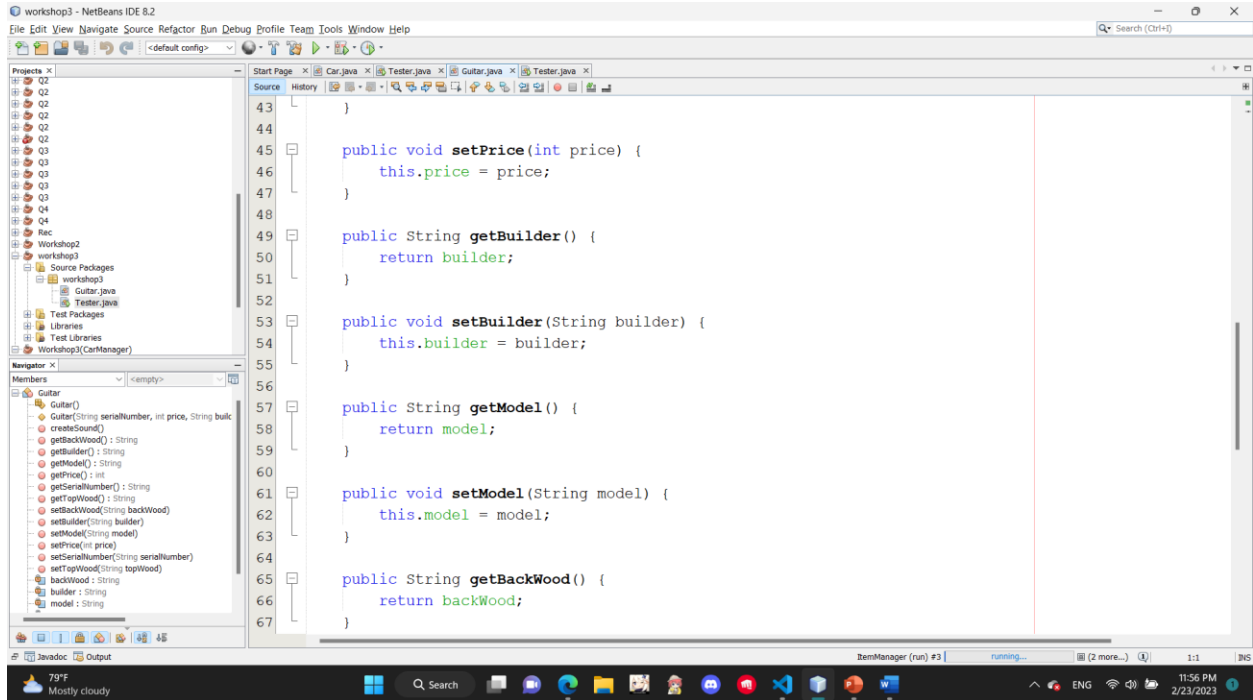 workshop3 - NetBeans IDE 8.2
File Edit View Navigate Source Refactor Run Debug Profile Team Tools Window Help
Search (Ctrl+I)
<default config>
Projects
Start Page Car.java Tester.java Guitar.java Tester.java
Source History
Q2
Q2
Q2
Q2
Q2
Q2
Q3
Q3
Q3
Q3
Q3
Q4
Q4
Rec
Workshop2
workshop3
Source Packages
workshop3
Guitar.java
Tester.java
Test Packages
Libraries
Test Libraries
Workshop3(CarManager)
Navigator
Members <empty>
Guitar
Guitar()
Guitar(String serialNumber, int price, String builc
createSound()
getBackWood() : String
getBuilder() : String
getModel() : String
getPrice() : int
getSerialNumber() : String
getTopWood() : String
setBackWood(String backWood)
setBuilder(String builder)
setModel(String model)
setPrice(int price)
setSerialNumber(String serialNumber)
setTopWood(String topWood)
backWood : String
builder : String
model : String
43 }
44
45 public void setPrice(int price) {
46 this.price = price;
47 }
48
49 public String getBuilder() {
50 return builder;
51 }
52
53 public void setBuilder(String builder) {
54 this.builder = builder;
55 }
56
57 public String getModel() {
58 return model;
59 }
60
61 public void setModel(String model) {
62 this.model = model;
63 }
64
65 public String getBackWood() {
66 return backWood;
67 }
Javadoc Output
ItemManager (run) #3 running... (2 more...) 1:1 INS
79°F
Mostly cloudy
Search
ENG
11:56 PM
2/23/2023